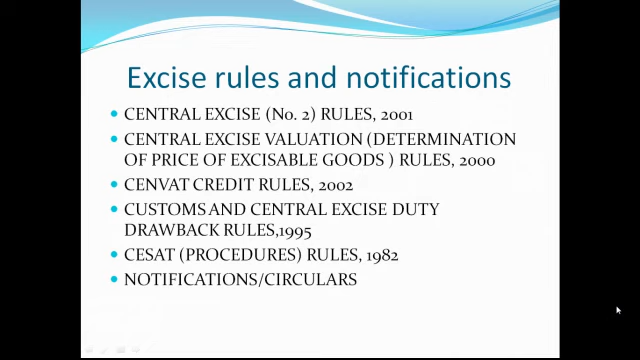 Excise rules and notifications
• CENTRAL EXCISE (No. 2) RULES, 2001
• CENTRAL EXCISE VALUATION (DETERMINATION
OF PRICE OF EXCISABLE GOODS ) RULES, 2000
• CENVAT CREDIT RULES, 2002
• CUSTOMS AND CENTRAL EXCISE DUTY
DRAWBACK RULES,1995
• CESAT (PROCEDURES) RULES, 1982
• NOTIFICATIONS/CIRCULARS